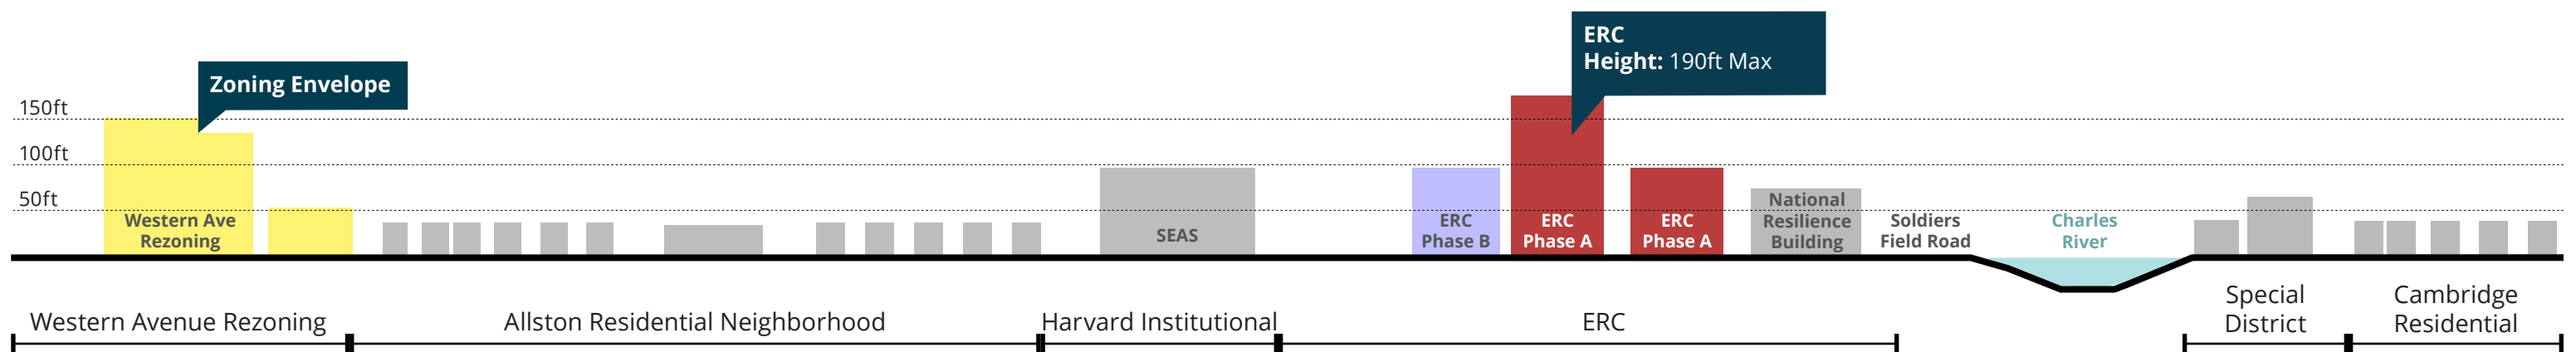 ERC
Height: 190ft Max
Zoning Envelope
150ft
100ft
50ft
Western Ave
Rezoning
SEAS
ERC
Phase B
ERC
Phase A
ERC
Phase A
National
Resilience
Building
Soldiers
Field Road
Charles
River
Western Avenue Rezoning
Allston Residential Neighborhood
Harvard Institutional
ERC
Special
District
Cambridge
Residential